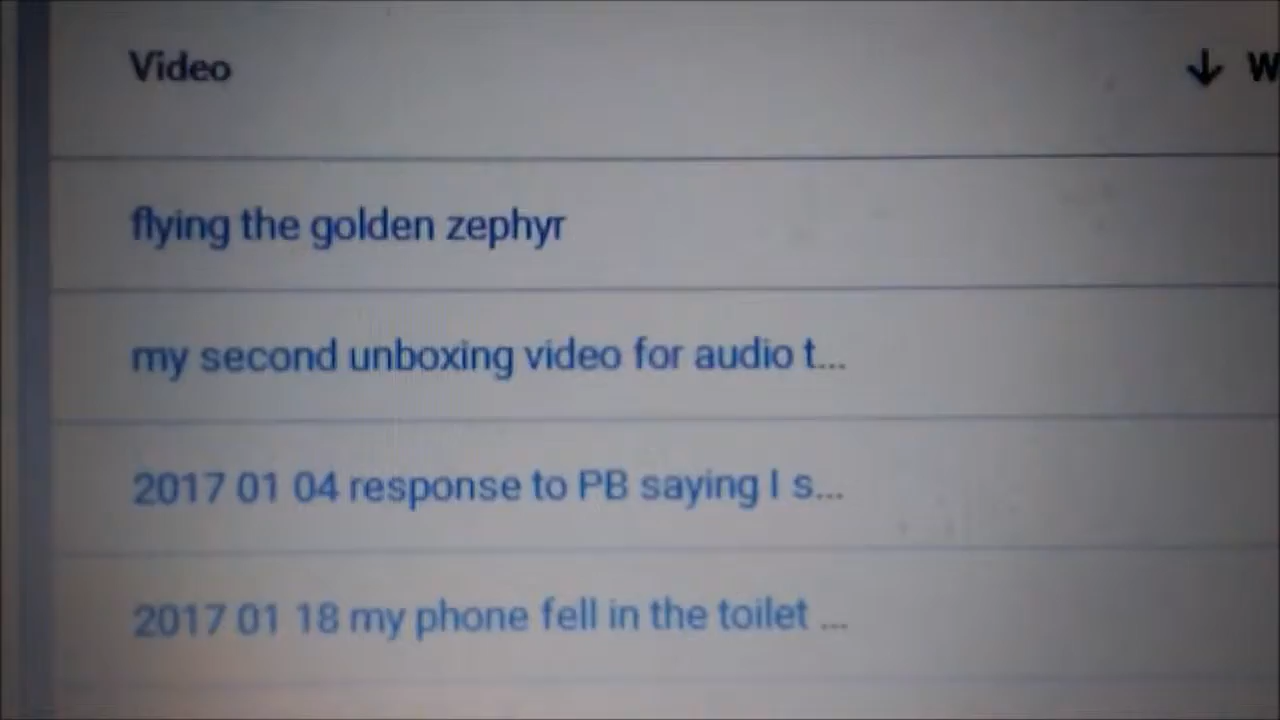 Video ↓ W
flying the golden zephyr
my second unboxing video for audio t...
2017 01 04 response to PB saying I s...
2017 01 18 my phone fell in the toilet ...